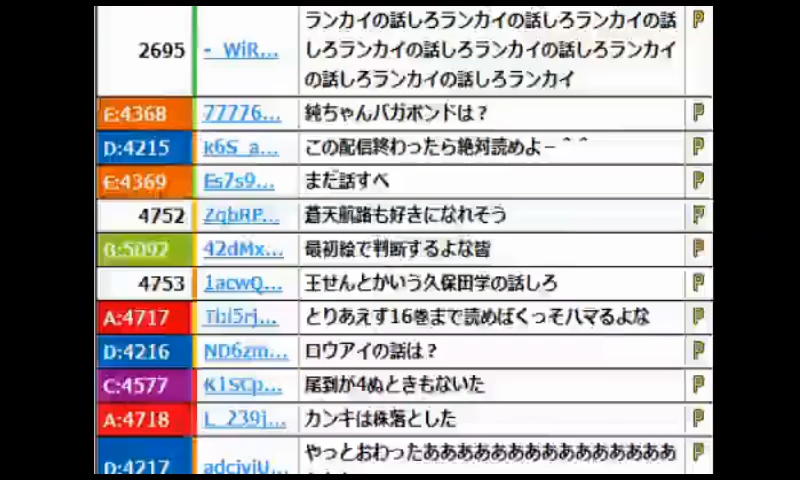 ランカイの話しろランカイの話しろランカイの話
2695 - WiR... しろランカイの話しろランカイの話しろランカイ
の話しろランカイの話しろランカイ
E:4368 77776... 純ちゃんバガボンドは？
D:4215 k6S_a... この配信終わったら絶対読めよ－＾＾
E:4369 Es7s9... まだ話すべ
4752 ZqbRP... 蒼天航路も好きになれそう
B:5092 42dMx... 最初絵で判断するよな皆
4753 1acwQ... 王せんとかいう久保田学の話しろ
A:4717 とりあえず16巻まで読めばくっそハマるよな
D:4216 ND6zm... ロウアイの話は？
C:4577 K1SCp... 尾到が4ぬときもないた
A:4718 L_239j... カンキは株落とした
D:4217 やっとおわったあああああああああああああああ